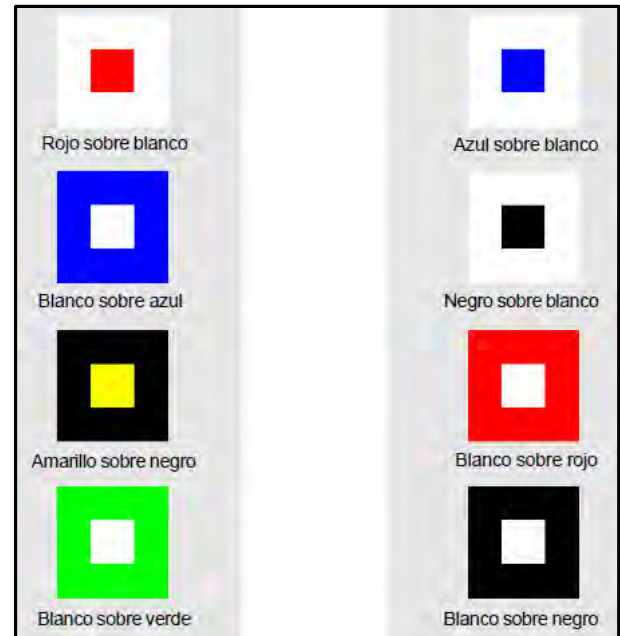 Rojo sobre blanco
Azul sobre blanco
Blanco sobre azul
Negro sobre blanco
Amarillo sobre negro
Blanco sobre rojo
Blanco sobre verde
Blanco sobre negro